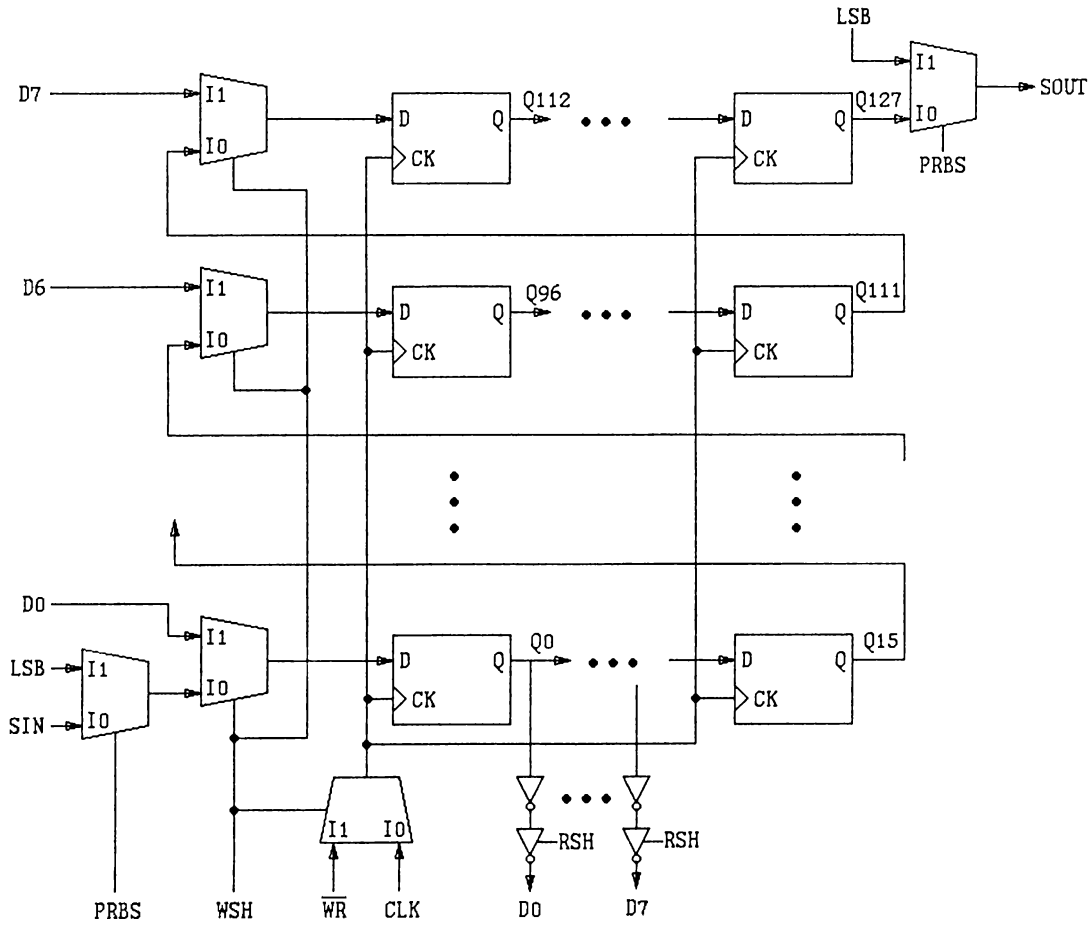 LSB
I1
SOUT
I0
PRBS
D7
I1
I0
D
Q
CK
Q112
D
Q
CK
Q127
D6
I1
I0
D
Q
CK
Q96
D
Q
CK
Q111
D0
I1
I0
LSB
I1
SIN
I0
D
Q
CK
Q0
D
Q
CK
Q15
I1
I0
RSH
RSH
PRBS
WSH
W̅R̅
CLK
D0
D7